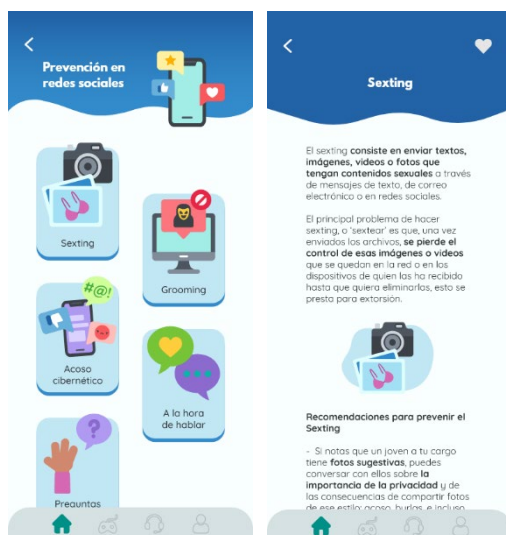 Prevención en
redes sociales
Sexting
Grooming
#@!
Acoso
cibernético
A la hora
de hablar
?
Preguntas
Sexting
El sexting consiste en enviar textos,
imágenes, videos o fotos que
tengan contenidos sexuales a través
de mensajes de texto, de correo
electrónico o en redes sociales.
El principal problema de hacer
sexting, o 'sextear' es que, una vez
enviados los archivos, se pierde el
control de esas imágenes o videos
que se quedan en la red o en los
dispositivos de quien las ha recibido
hasta que quiera eliminarlas, esto se
presta para extorsión.
Recomendaciones para prevenir el
Sexting
- Si notas que un joven a tu cargo
tiene fotos sugestivas, puedes
conversar con ellos sobre la
importancia de la privacidad y de
las consecuencias de compartir fotos
de ese estilo: acoso, burlas, e incluso